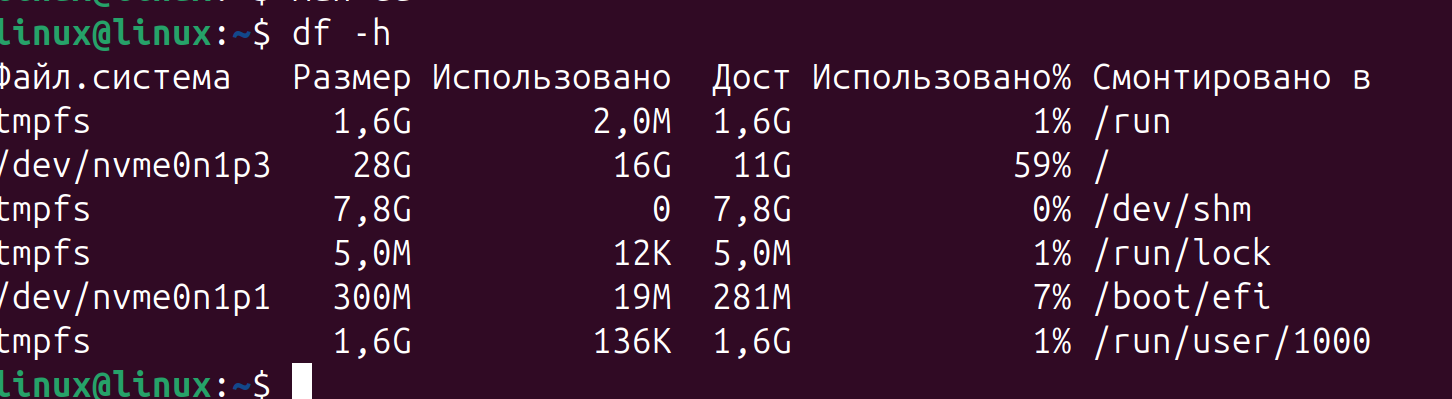 linux@linux:~$ df -h
Файл.система Размер Использовано Дост Использовано% Смонтировано в
tmpfs 1,6G 2,0M 1,6G 1% /run
/dev/nvme0n1p3 28G 16G 11G 59% /
tmpfs 7,8G 0 7,8G 0% /dev/shm
tmpfs 5,0M 12K 5,0M 1% /run/lock
/dev/nvme0n1p1 300M 19M 281M 7% /boot/efi
tmpfs 1,6G 136K 1,6G 1% /run/user/1000
linux@linux:~$